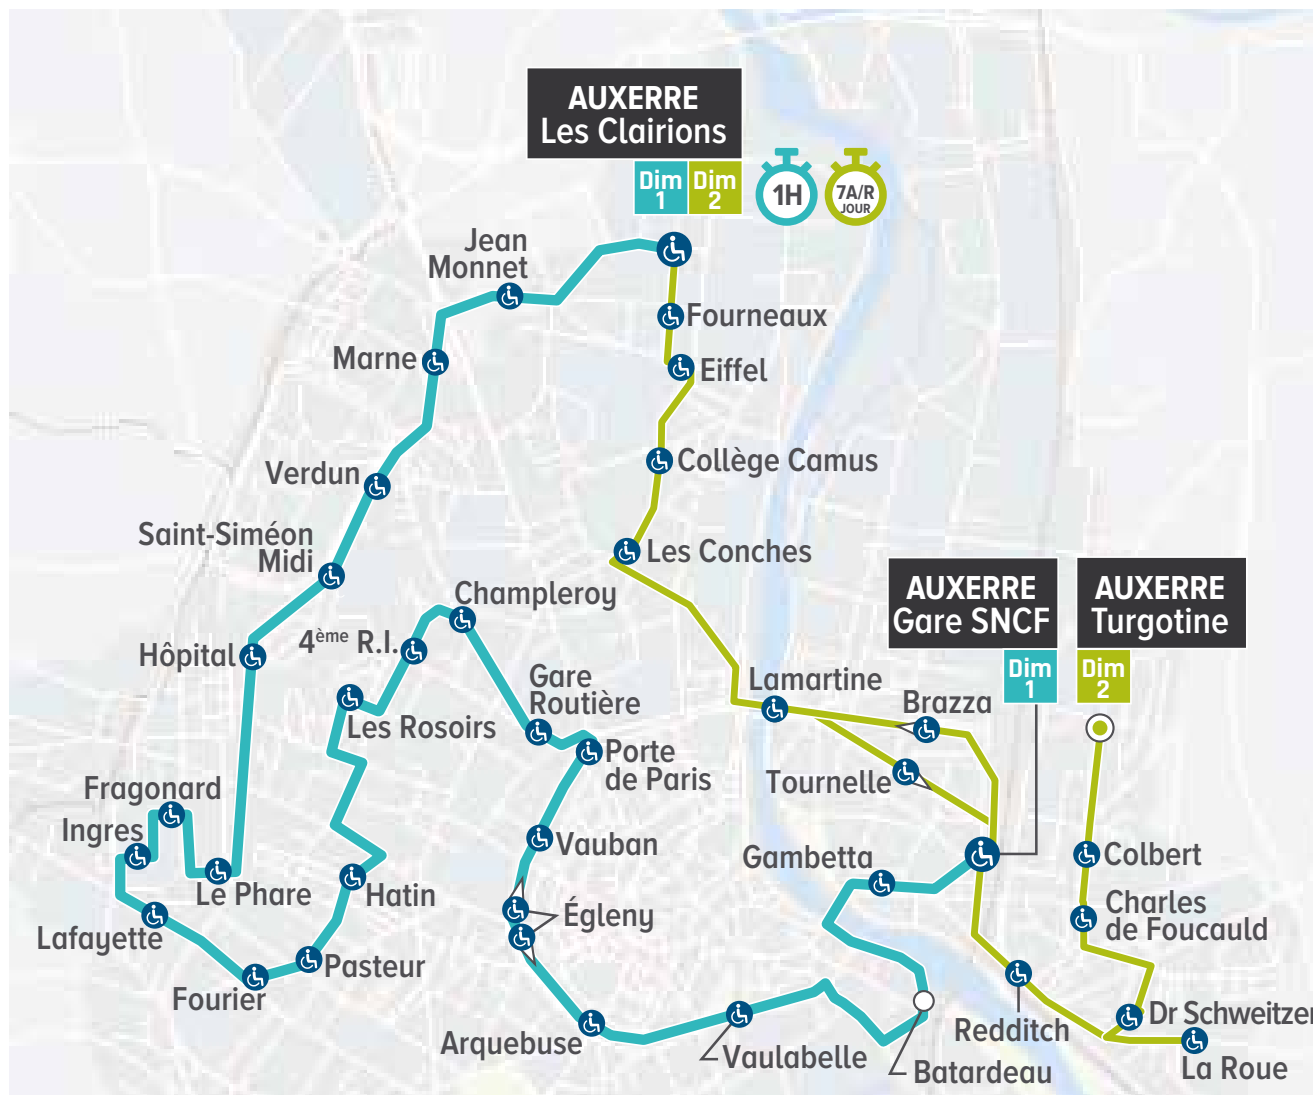 AUXERRE
Les Clairions
Dim
1
Dim
2
1H
7A/R
JOUR
Jean
Monnet
Fourneaux
Marne
Eiffel
Verdun
Collège Camus
Saint-Siméon
Midi
Les Conches
Champleroy
AUXERRE
Gare SNCF
Dim
1
AUXERRE
Turgotine
Dim
2
Hôpital
4ème R.I.
Gare
Routière
Lamartine
Brazza
Les Rosoirs
Porte
de Paris
Tournelle
Fragonard
Ingres
Vauban
Gambetta
Colbert
Le Phare
Hatin
Égleny
Charles
de Foucauld
Lafayette
Pasteur
Fourier
Arquebuse
Vaulabelle
Redditch
Dr Schweitzer
La Roue
Batardeau